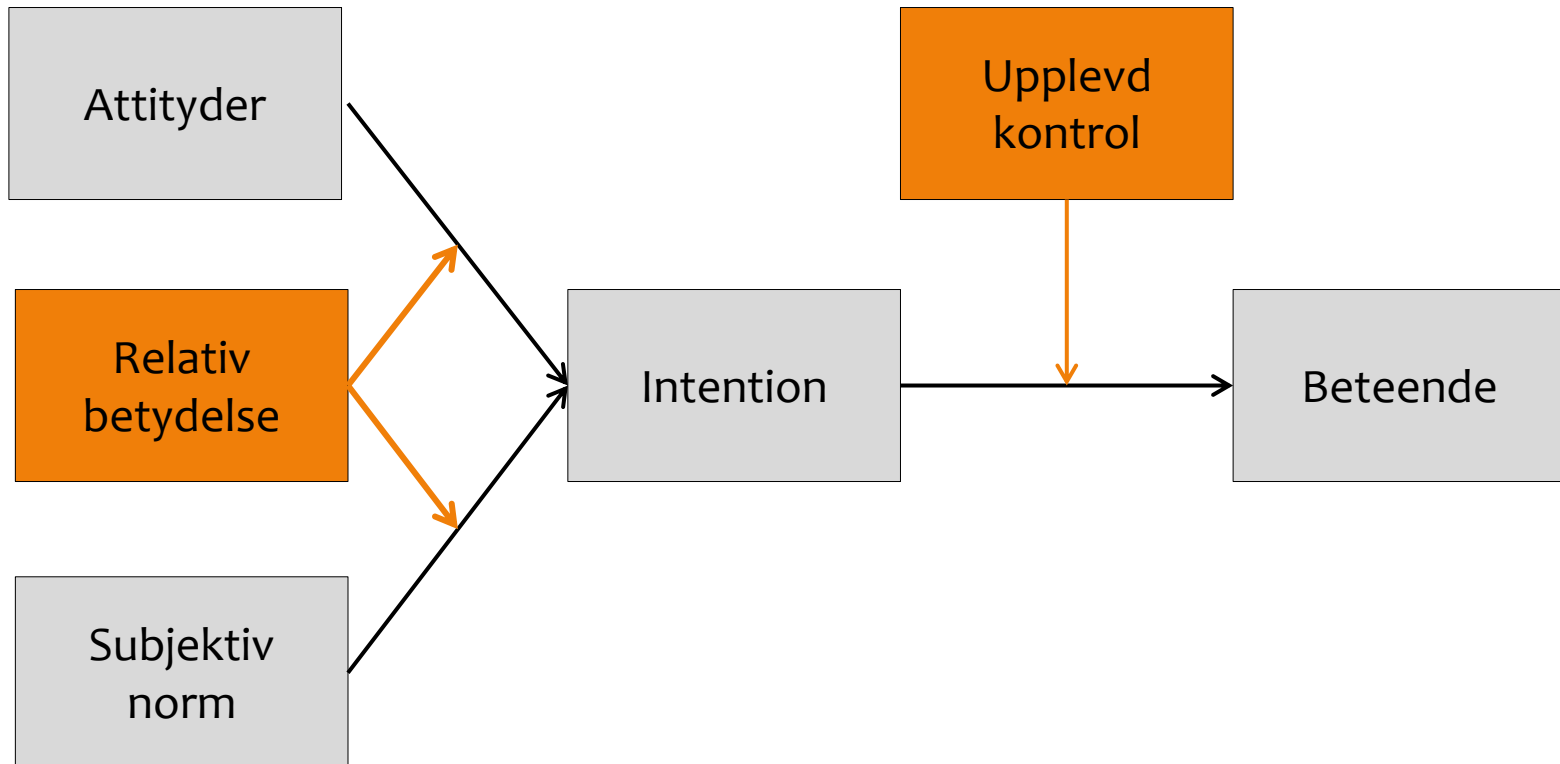 Attityder
Upplevd
kontrol
Relativ
betydelse
Intention
Beteende
Subjektiv
norm